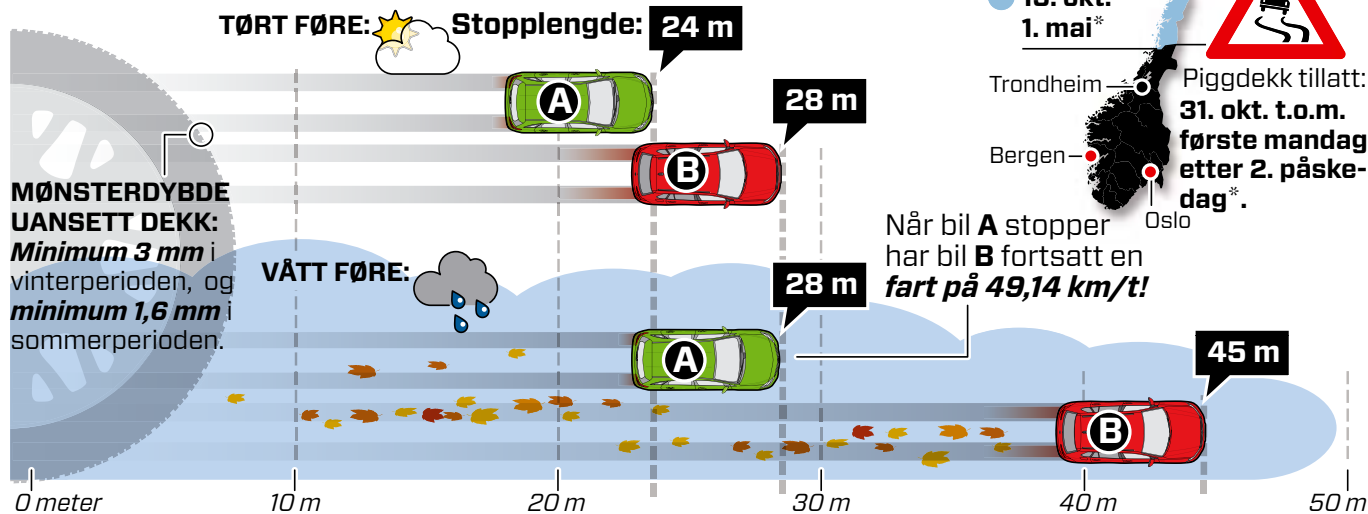 TØRT FØRE:
Stopplengde:
24 m
A
28 m
B
MØNSTERDYBDE
UANSETT DEKK:
Minimum 3 mm i
vinterperioden, og
minimum 1,6 mm i
sommerperioden.
VÅTT FØRE:
28 m
A
Når bil A stopper
har bil B fortsatt en
fart på 49,14 km/t!
45 m
B
0 meter
10 m
20 m
30 m
40 m
50 m
1. mai*
Trondheim
Bergen
Oslo
Piggdekk tillatt:
31. okt. t.o.m.
første mandag
etter 2. påske-
dag*.